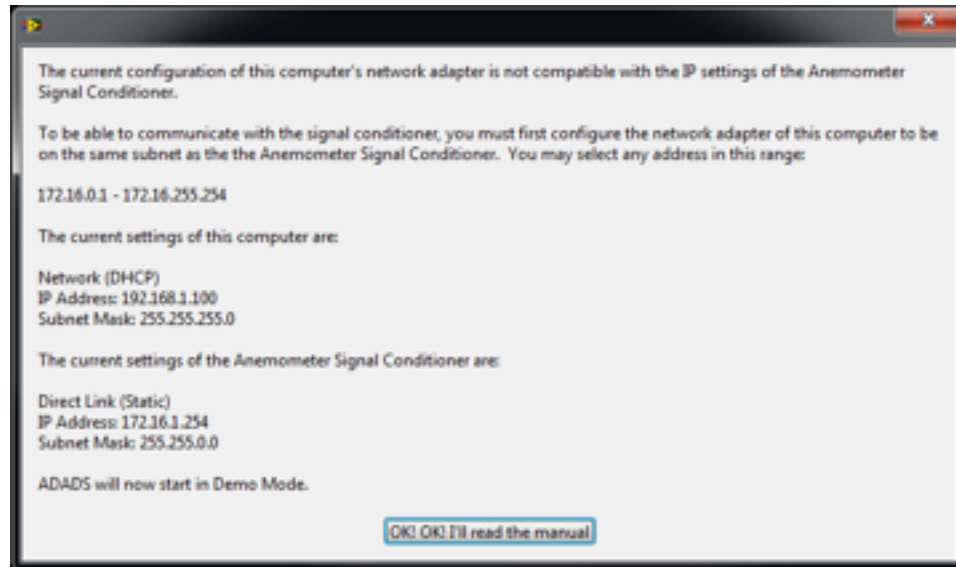 The current configuration of this computer's network adapter is not compatible with the IP settings of the Anemometer
Signal Conditioner.
To be able to communicate with the signal conditioner, you must first configure the network adapter of this computer to be
on the same subnet as the the Anemometer Signal Conditioner.  You may select any address in this range:
172.16.0.1 - 172.16.255.254
The current settings of this computer are:
Network (DHCP)
IP Address: 192.168.1.100
Subnet Mask: 255.255.255.0
The current settings of the Anemometer Signal Conditioner are:
Direct Link (Static)
IP Address: 172.16.1.254
Subnet Mask: 255.255.0.0
ADADS will now start in Demo Mode.
OK! OK! I'll read the manual